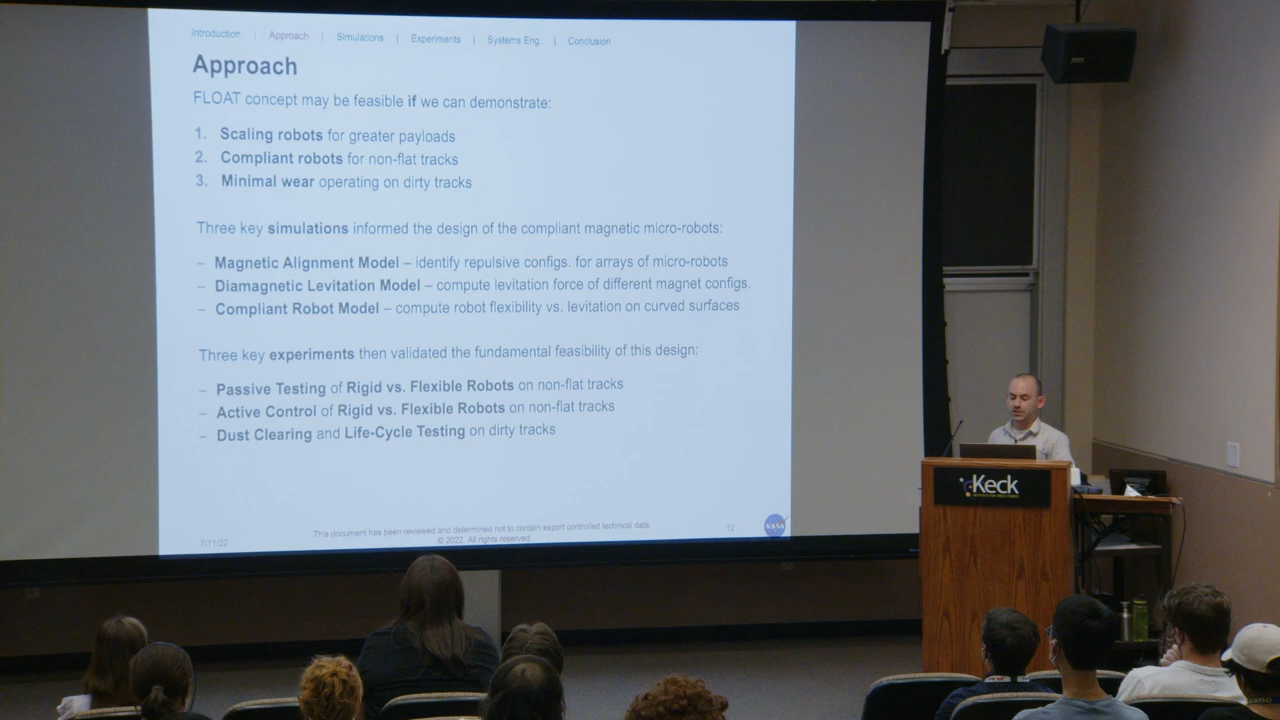 Introduction | Approach | Simulations | Experiments | Systems Eng. | Conclusion
Approach
FLOAT concept may be feasible if we can demonstrate:
1. Scaling robots for greater payloads
2. Compliant robots for non-flat tracks
3. Minimal wear operating on dirty tracks
Three key simulations informed the design of the compliant magnetic micro-robots:
– Magnetic Alignment Model – identify repulsive configs. for arrays of micro-robots
– Diamagnetic Levitation Model – compute levitation force of different magnet configs.
– Compliant Robot Model – compute robot flexibility vs. levitation on curved surfaces
Three key experiments then validated the fundamental feasibility of this design:
– Passive Testing of Rigid vs. Flexible Robots on non-flat tracks
– Active Control of Rigid vs. Flexible Robots on non-flat tracks
– Dust Clearing and Life-Cycle Testing on dirty tracks
7/11/22
This document has been reviewed and determined not to contain export controlled technical data.
© 2022. All rights reserved.
12
NASA
Keck